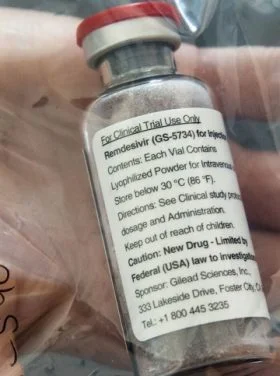 For Clinical Trial Use Only
Remdesivir (GS-5734) for Injection
Contents: Each Vial Contains
Lyophilized Powder for Intravenous
Store below 30 °C (86 °F).
Directions: See Clinical study
dosage and Administration.
Keep out of reach of children.
Caution: New Drug - Limited by
Federal (USA) law to
Sponsor: Gilead Sciences, Inc.,
333 Lakeside Drive, Foster City,
Tel.: +1 800 445 3235